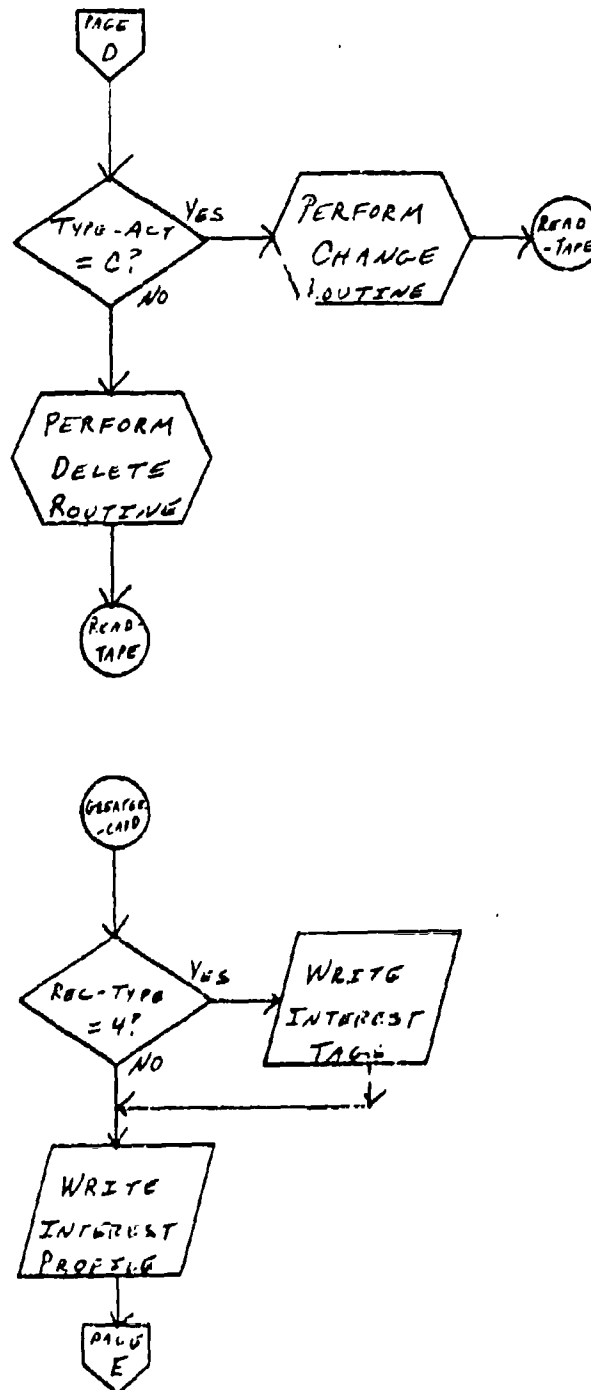 PAGE
D
TYPE-ACT
= C?
YES
NO
PERFORM
CHANGE
ROUTINE
READ
-TAPE
PERFORM
DELETE
ROUTINE
READ-
TAPE
GREATER
-CARD
REC-TYPE
= 4?
YES
NO
WRITE
INTEREST
WRITE
INTEREST
PROFILE
PAGE
E